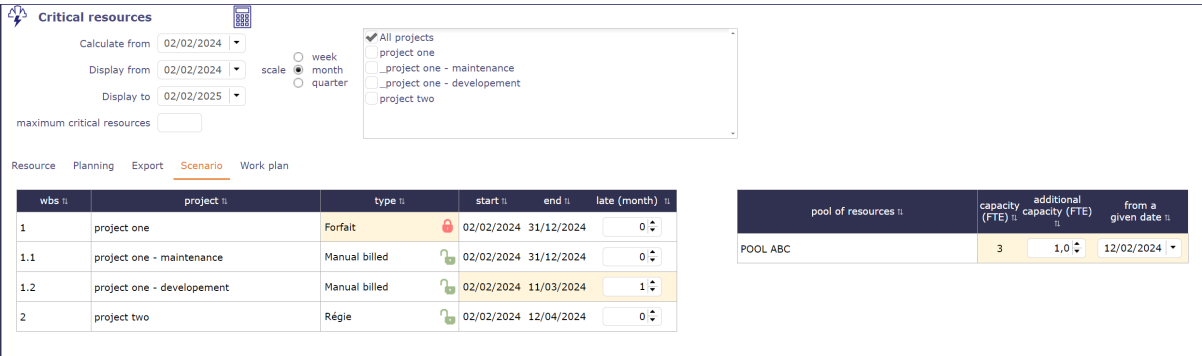 Critical resources
Calculate from 02/02/2024
Display from 02/02/2024
Display to 02/02/2025
maximum critical resources
scale
week
month
quarter
All projects
project one
_project one - maintenance
_project one - developement
project two
Resource Planning Export Scenario Work plan
wbs project type start end late (month)
1 project one Forfait 02/02/2024 31/12/2024 0
1.1 project one - maintenance Manual billed 02/02/2024 31/12/2024 0
1.2 project one - developement Manual billed 02/02/2024 11/03/2024 1
2 project two Régie 02/02/2024 12/04/2024 0
pool of resources
capacity
(FTE)
additional
capacity (FTE)
from a
given date
POOL ABC 3 1,0 12/02/2024